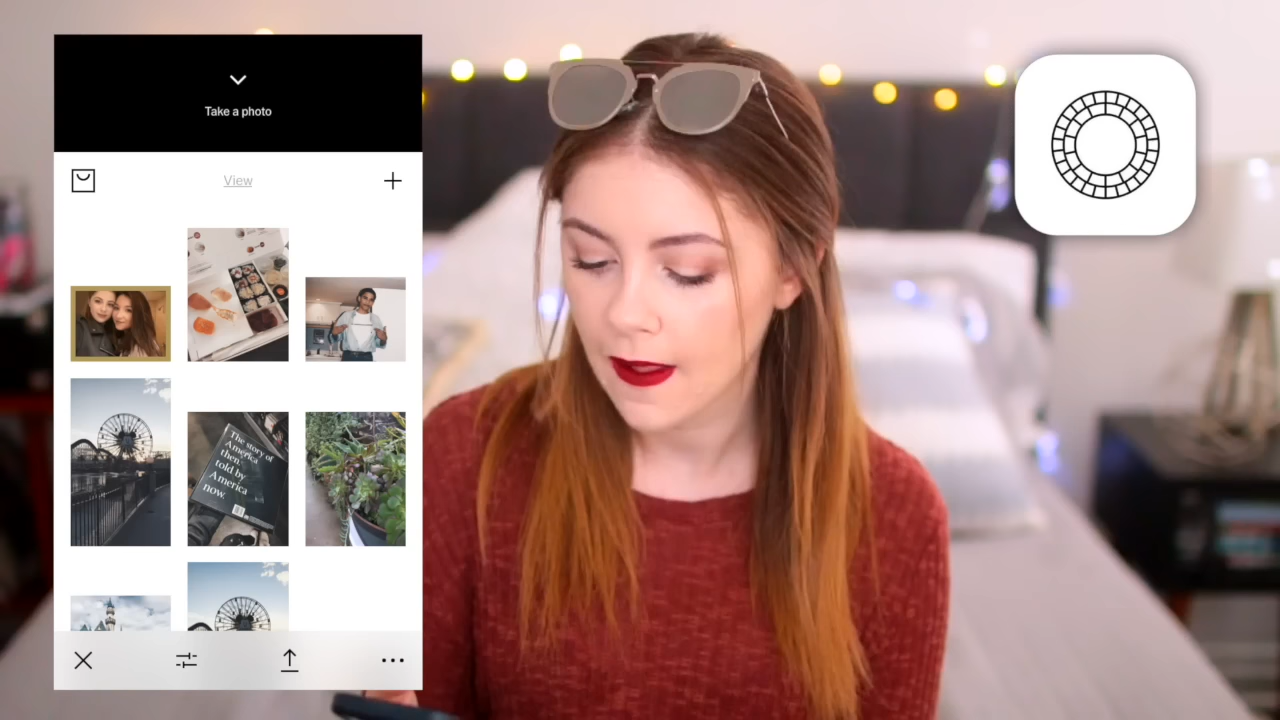 Take a photo
View
The story of
America
then,
told by
America
now.